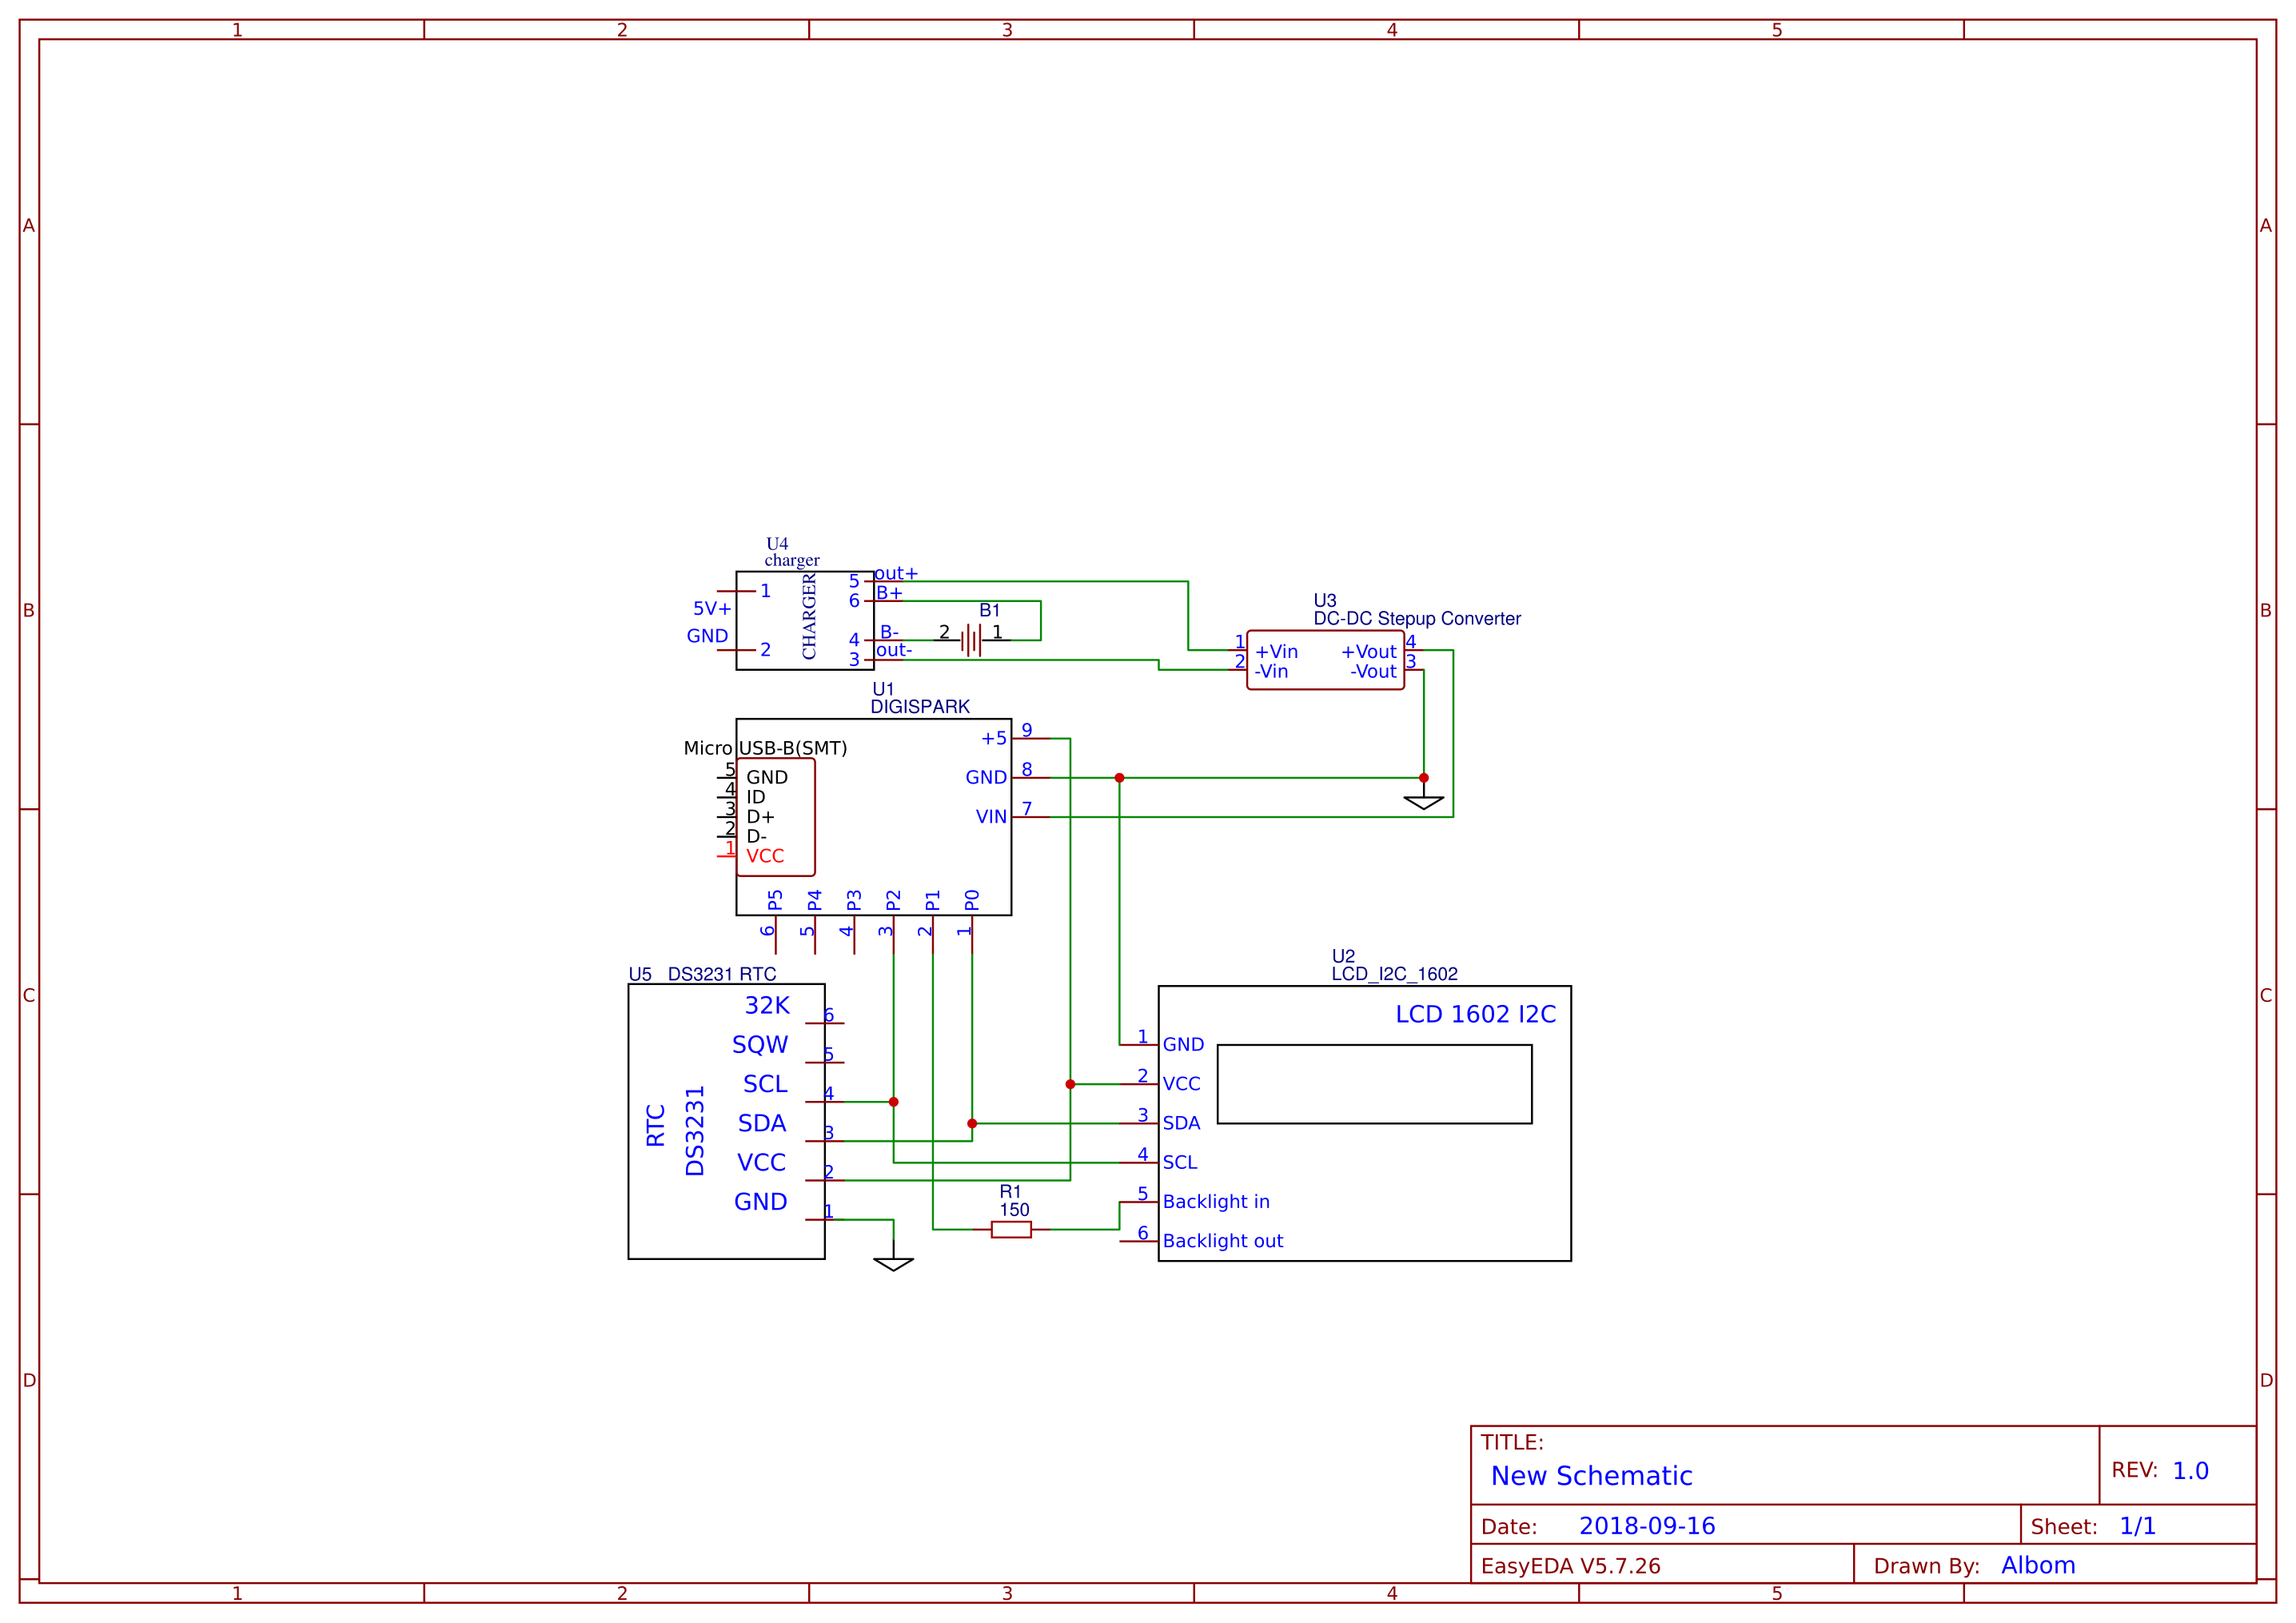 1 2 3 4 5
A A
B B
C C
D D
U4
charger
CHARGER
5V+
GND
1
2
5 out+
6 B+
4 B-
3 out-
B1
2 1
U3
DC-DC Stepup Converter
1 +Vin +Vout 4
2 -Vin -Vout 3
U1
DIGISPARK
Micro USB-B(SMT)
5 GND
4 ID
3 D+
2 D-
1 VCC
+5 9
GND 8
VIN 7
P5 P4 P3 P2 P1 P0
6 5 4 3 2 1
U5 DS3231 RTC
RTC
DS3231
32K 6
SQW 5
SCL 4
SDA 3
VCC 2
GND 1
R1
150
U2
LCD_I2C_1602
LCD 1602 I2C
1 GND
2 VCC
3 SDA
4 SCL
5 Backlight in
6 Backlight out
TITLE:
New Schematic
REV: 1.0
Date: 2018-09-16
Sheet: 1/1
EasyEDA V5.7.26
Drawn By: Albom
1 2 3 4 5